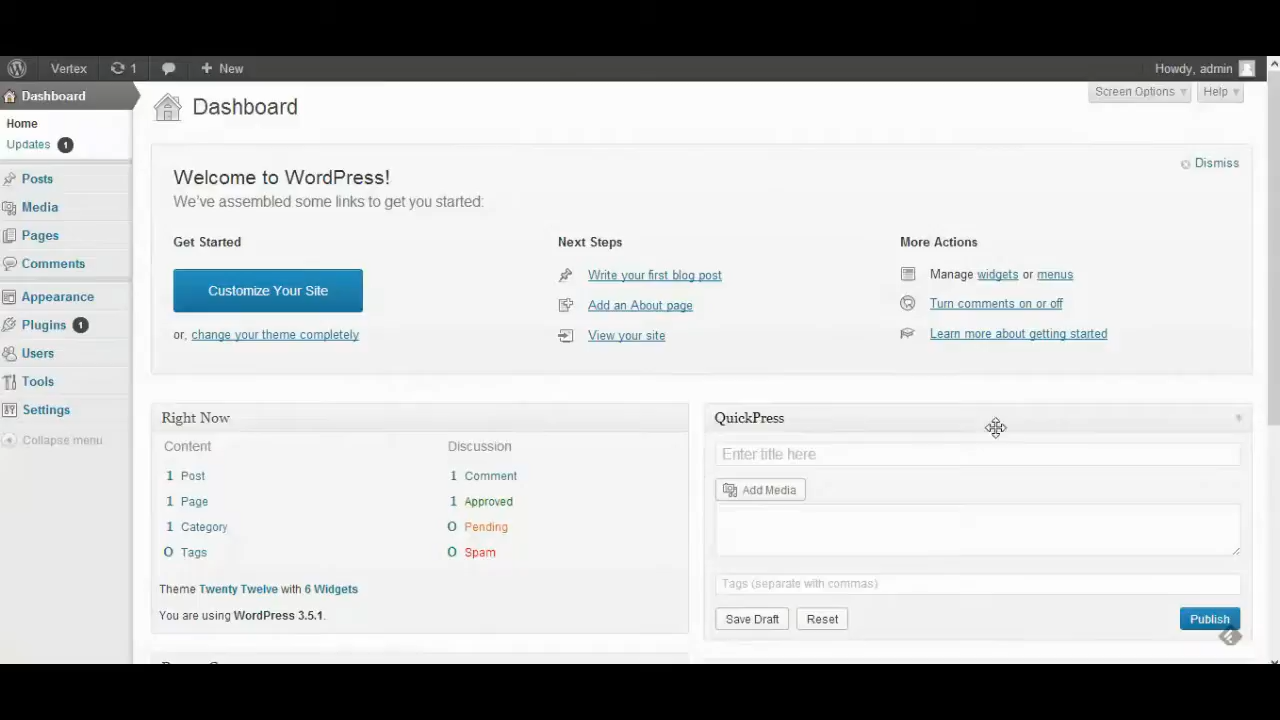 Vertex 1 New Howdy, admin
Dashboard
Home
Updates 1
Posts
Media
Pages
Comments
Appearance
Plugins 1
Users
Tools
Settings
Collapse menu
Screen Options Help
Dashboard
Dismiss
Welcome to WordPress!
We've assembled some links to get you started:
Get Started
Customize Your Site
or, change your theme completely
Next Steps
Write your first blog post
Add an About page
View your site
More Actions
Manage widgets or menus
Turn comments on or off
Learn more about getting started
Right Now
Content
1 Post
1 Page
1 Category
0 Tags
Discussion
1 Comment
1 Approved
0 Pending
0 Spam
Theme Twenty Twelve with 6 Widgets
You are using WordPress 3.5.1.
QuickPress
Enter title here
Add Media
Tags (separate with commas)
Save Draft Reset Publish